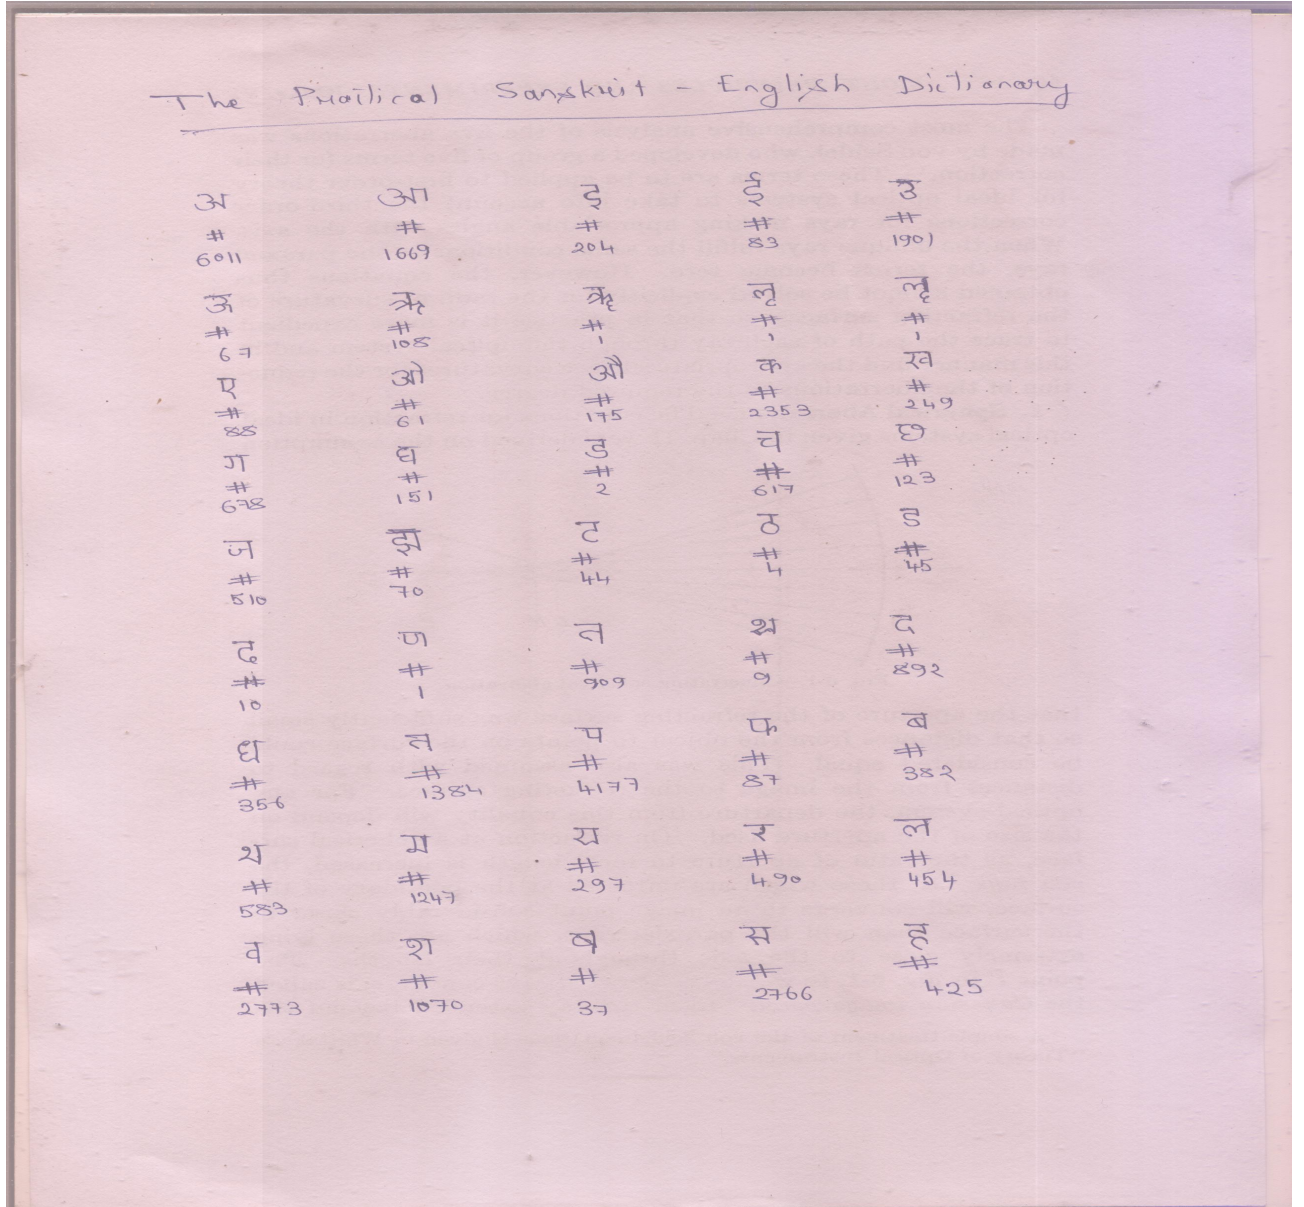 The Practical Sanskrit - English Dictionary
अ आ इ ई उ
# # # # #
6011 1669 204 83 1901
ऊ ऋ ॠ ऌ ॡ
# # # # #
67 108 1 1 1
ए ओ औ क ख
# # # # #
88 61 175 2353 249
ग घ ङ च छ
# # # # #
678 151 2 617 123
ज झ ट ठ ड
# # # # #
510 70 44 4 45
ढ ण त थ द
# # # # #
10 1 909 9 892
ध न प फ ब
# # # # #
356 1384 4177 87 382
भ म य र ल
# # # # #
583 1247 297 490 454
व श ष स ह
# # # # #
2773 1070 37 2766 425